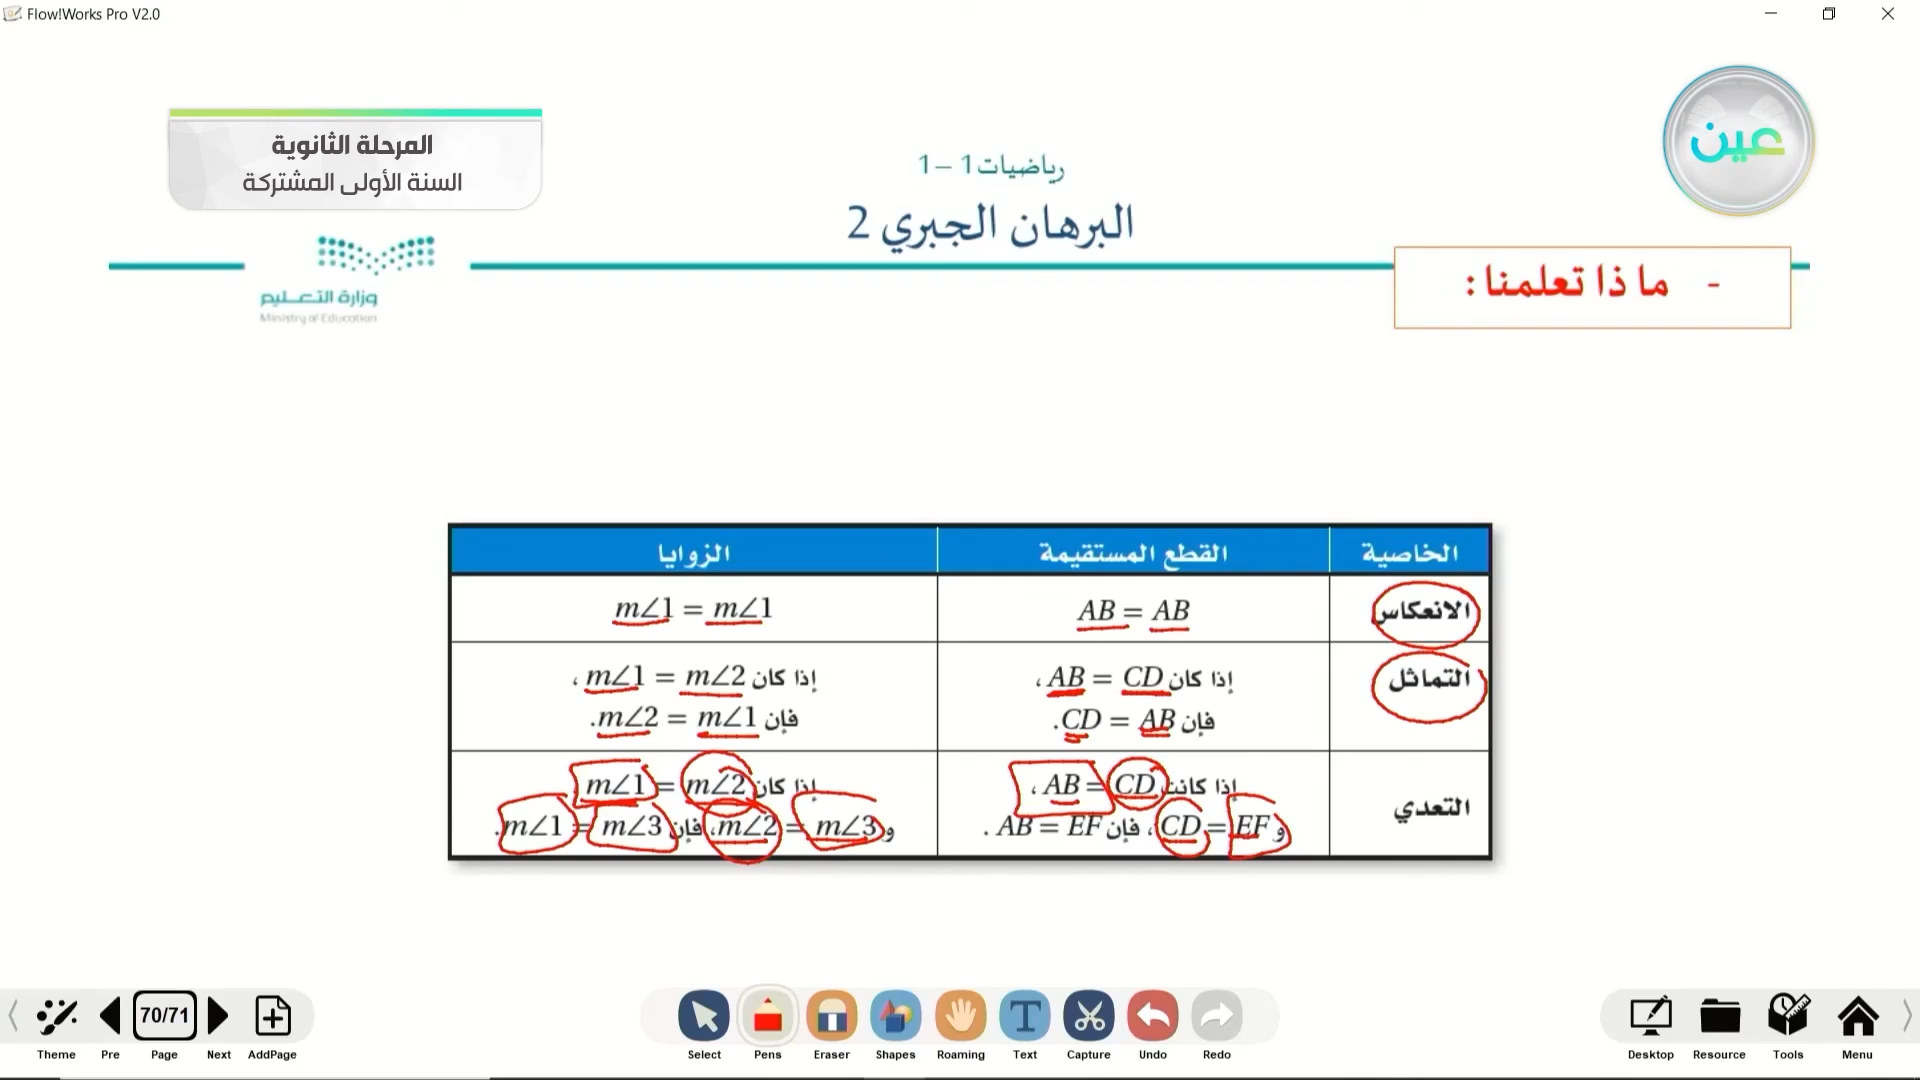 Flow!Works Pro V2.0
المرحلة الثانوية
السنة الأولى المشتركة
عين
رياضيات 1 – 1
البرهان الجبري 2
وزارة التعليم
Ministry of Education
- ما ذا تعلمنا :
الخاصية القطع المستقيمة الزوايا
الانعكاس AB = AB m∠1 = m∠1
التماثل
إذا كان AB = CD ،
فإن CD = AB.
إذا كان m∠1 = m∠2 ،
فإن m∠2 = m∠1.
التعدي
إذا كانت AB = CD ،
و CD = EF ، فإن AB = EF .
إذا كان m∠1 = m∠2
و m∠2 = m∠3، فإن m∠1 = m∠3.
70/71
Theme Pre Page Next AddPage
Select Pens Eraser Shapes Roaming Text Capture Undo Redo
Desktop Resource Tools Menu